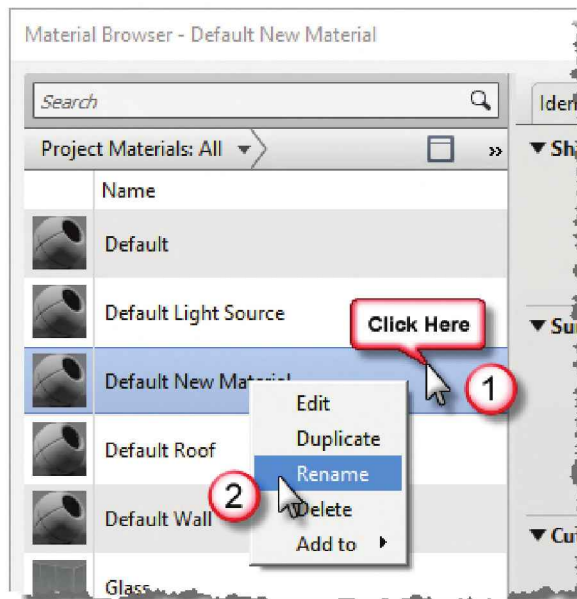 Material Browser - Default New Material
Search
Project Materials: All
»
Name
Default
Default Light Source
Click Here
Default New Material
1
Edit
Duplicate
Default Roof
Rename
2
Delete
Default Wall
Add to
Glass